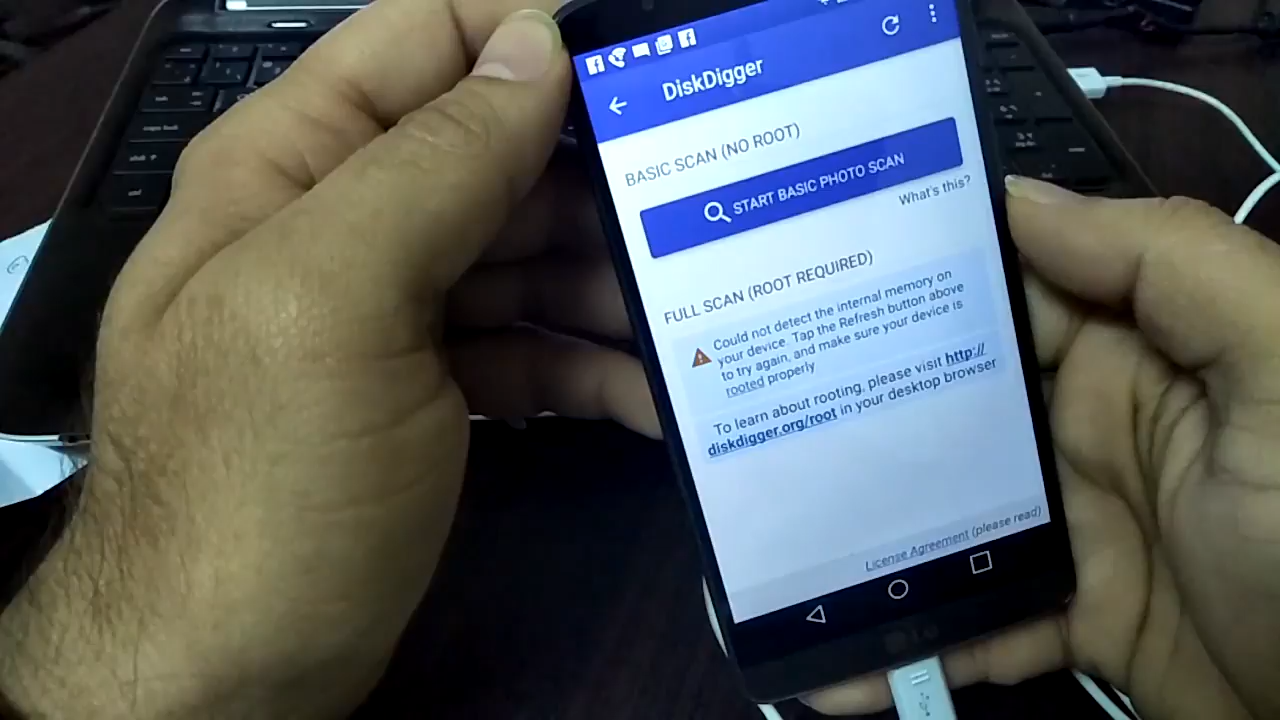 DiskDigger
BASIC SCAN (NO ROOT)
START BASIC PHOTO SCAN
What's this?
FULL SCAN (ROOT REQUIRED)
Could not detect the internal memory on
your device. Tap the Refresh button above
to try again, and make sure your device is
rooted properly
To learn about rooting, please visit http://
diskdigger.org/root in your desktop browser
License Agreement (please read)
LG